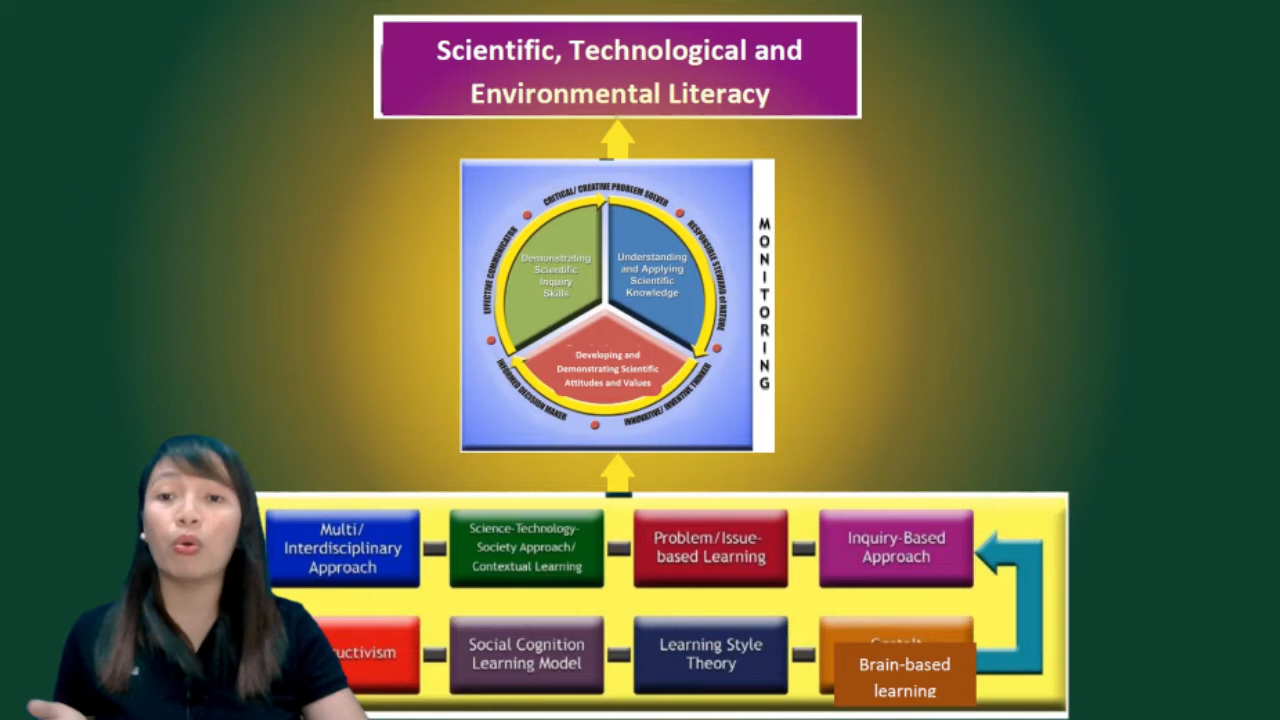 Scientific, Technological and
Environmental Literacy
CRITICAL/ CREATIVE PROBLEM SOLVER
RESPONSIBLE STEWARD of NATURE
INNOVATIVE/ INVENTIVE THINKER
INFORMED DECISION MAKER
EFFECTIVE COMMUNICATOR
Demonstrating
Scientific
Inquiry
Skills
Understanding
and Applying
Scientific
Knowledge
Developing and
Demonstrating Scientific
Attitudes and Values
MONITORING
Multi/
Interdisciplinary
Approach
Science-Technology-
Society Approach/
Contextual Learning
Problem/Issue-
based Learning
Inquiry-Based
Approach
uctivism
Social Cognition
Learning Model
Learning Style
Theory
Brain-based
learning